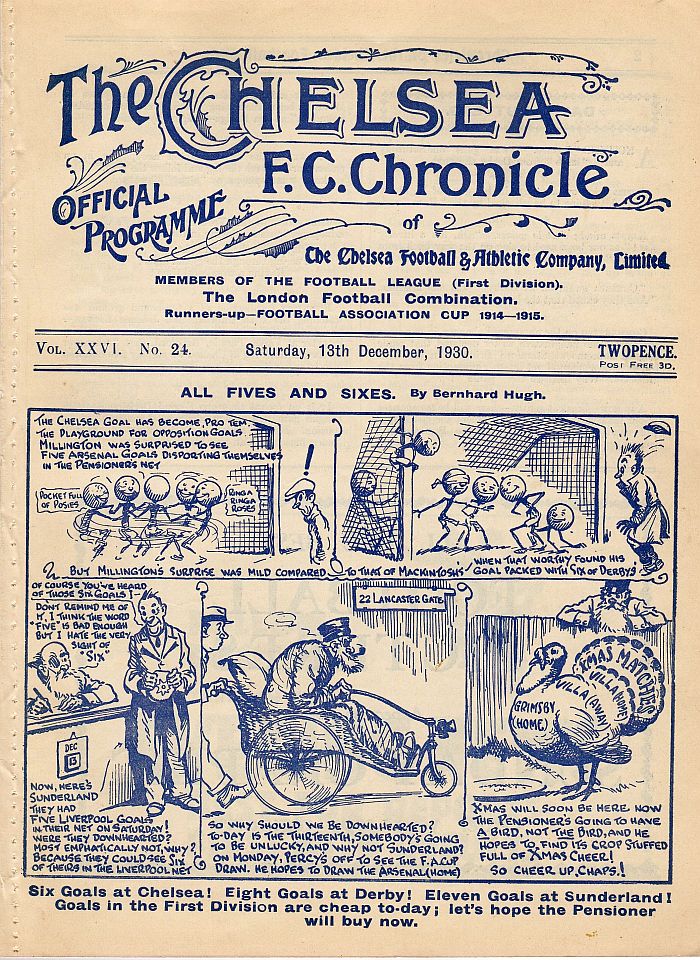 The CHELSEA
F.C. Chronicle
OFFICIAL
PROGRAMME
of
The Chelsea Football & Athletic Company, Limited.
MEMBERS OF THE FOOTBALL LEAGUE (First Division).
The London Football Combination.
Runners-up—FOOTBALL ASSOCIATION CUP 1914—1915.
VOL. XXVI. No. 24. Saturday, 13th December, 1930. TWOPENCE.
POST FREE 3D.
ALL FIVES AND SIXES. By Bernhard Hugh.
THE CHELSEA GOAL HAS BECOME, PRO TEM.
THE PLAYGROUND FOR OPPOSITION GOALS.
MILLINGTON WAS SURPRISED TO SEE
FIVE ARSENAL GOALS DISPORTING THEMSELVES
IN THE PENSIONER'S NET
POCKET FULL
OF POSIES
RINGA
RINGA
ROSES
!
BUT MILLINGTON'S SURPRISE WAS MILD COMPARED
TO THAT OF MACKINTOSH'S
WHEN THAT WORTHY FOUND HIS
GOAL PACKED WITH SIX OF DERBY'S
OF COURSE YOU'VE HEARD
OF THOSE SIX GOALS!—
DON'T REMIND ME OF
IT, I THINK THE WORD
"FIVE" IS BAD ENOUGH
BUT I HATE THE VERY
SIGHT OF
"SIX"
DEC
13
NOW, HERE'S
SUNDERLAND
THEY HAD
FIVE LIVERPOOL GOALS
IN THEIR NET ON SATURDAY!
WERE THEY DOWNHEARTED?
MOST EMPHATICALLY NOT, WHY?
BECAUSE THEY COULD SEE SIX
OF THEIRS IN THE LIVERPOOL NET
22 LANCASTER GATE
SO WHY SHOULD WE BE DOWNHEARTED?
TO-DAY IS THE THIRTEENTH, SOMEBODY'S GOING
TO BE UNLUCKY, AND WHY NOT SUNDERLAND?
ON MONDAY, PERCY'S OFF TO SEE THE F.A. CUP
DRAW. HE HOPES TO DRAW THE ARSENAL (HOME)
XMAS MATCHES
VILLA (HOME)
VILLA (AWAY)
GRIMSBY
(HOME)
XMAS WILL SOON BE HERE NOW
THE PENSIONER'S GOING TO HAVE
A BIRD, NOT THE BIRD, AND HE
HOPES TO FIND ITS CROP STUFFED
FULL OF XMAS CHEER!
SO CHEER UP, CHAPS!
Six Goals at Chelsea! Eight Goals at Derby! Eleven Goals at Sunderland!
Goals in the First Division are cheap to-day; let's hope the Pensioner
will buy now.